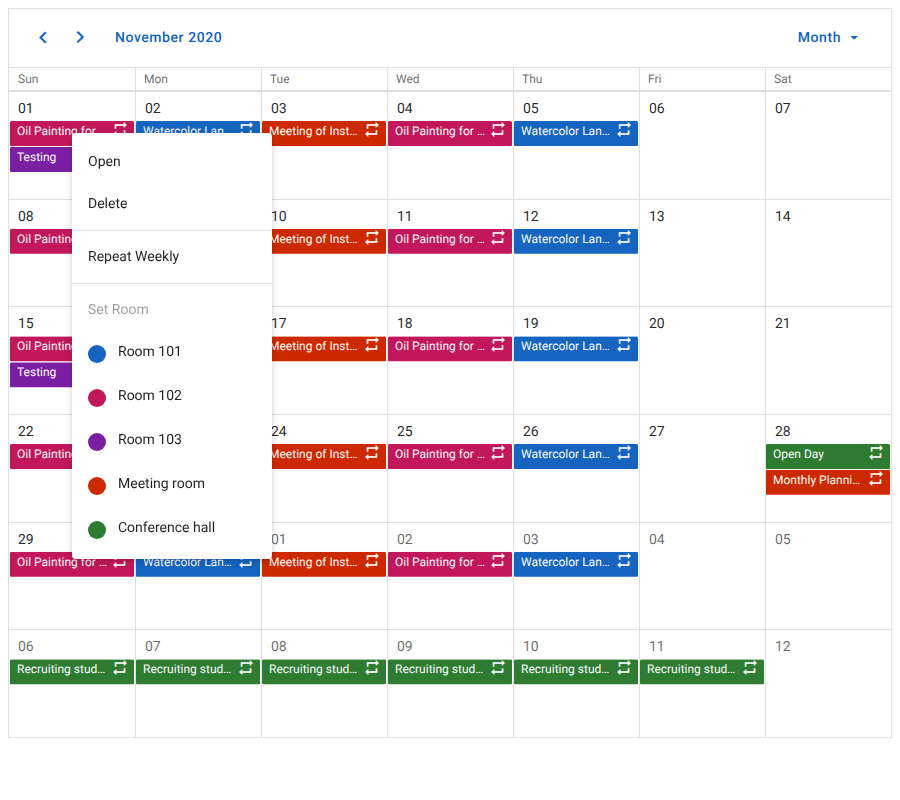 November 2020 Month
Sun Mon Tue Wed Thu Fri Sat
01 02 03 04 05 06 07
Oil Painting for Watercolor Lan Meeting of Inst... Oil Painting for ... Watercolor Lan...
Testing
Open
Delete
Repeat Weekly
Set Room
Room 101
Room 102
Room 103
Meeting room
Conference hall
08 10 11 12 13 14
Oil Paintin Meeting of Inst... Oil Painting for ... Watercolor Lan...
15 17 18 19 20 21
Oil Paintin Meeting of Inst... Oil Painting for ... Watercolor Lan...
Testing
22 24 25 26 27 28
Oil Paintin Meeting of Inst... Oil Painting for ... Watercolor Lan... Open Day
Monthly Planni...
29 01 02 03 04 05
Oil Painting for ... Watercolor Lan... Meeting of Inst... Oil Painting for ... Watercolor Lan...
06 07 08 09 10 11 12
Recruiting stud... Recruiting stud... Recruiting stud... Recruiting stud... Recruiting stud... Recruiting stud...